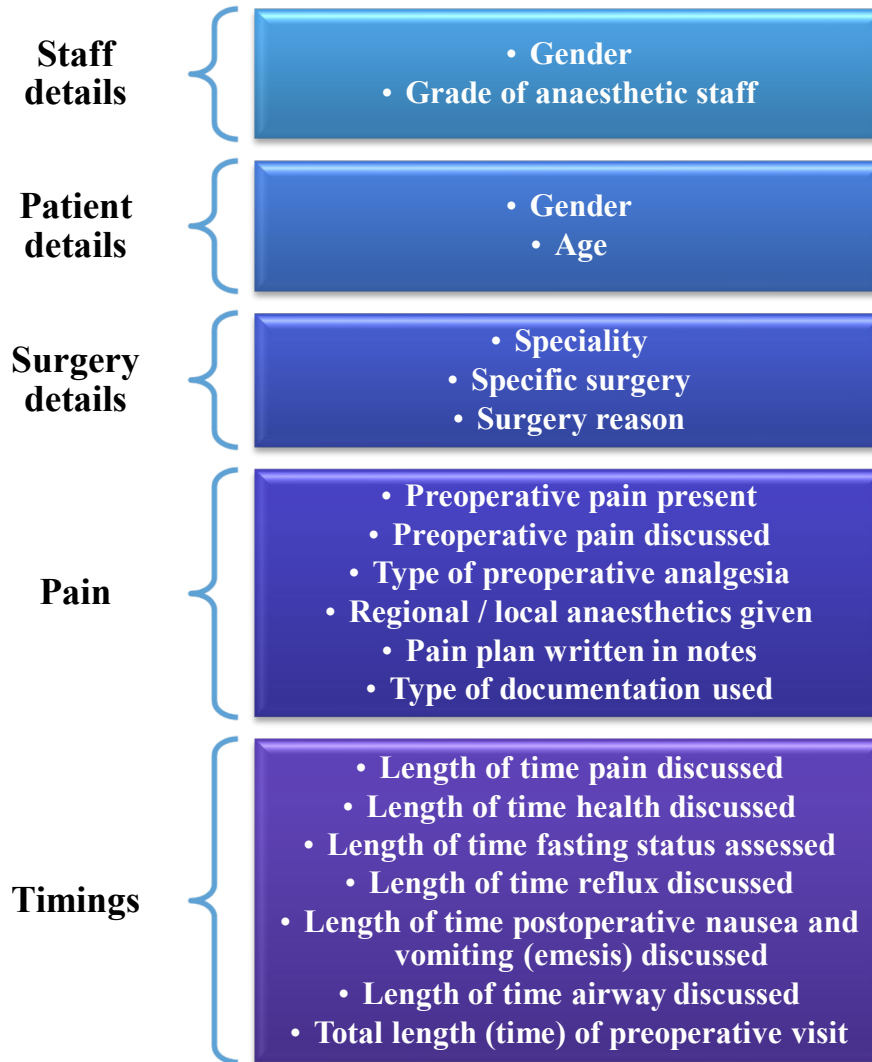 Staff
details
• Gender
• Grade of anaesthetic staff
Patient
details
• Gender
• Age
Surgery
details
• Speciality
• Specific surgery
• Surgery reason
Pain
• Preoperative pain present
• Preoperative pain discussed
• Type of preoperative analgesia
• Regional / local anaesthetics given
• Pain plan written in notes
• Type of documentation used
Timings
• Length of time pain discussed
• Length of time health discussed
• Length of time fasting status assessed
• Length of time reflux discussed
• Length of time postoperative nausea and
vomiting (emesis) discussed
• Length of time airway discussed
• Total length (time) of preoperative visit